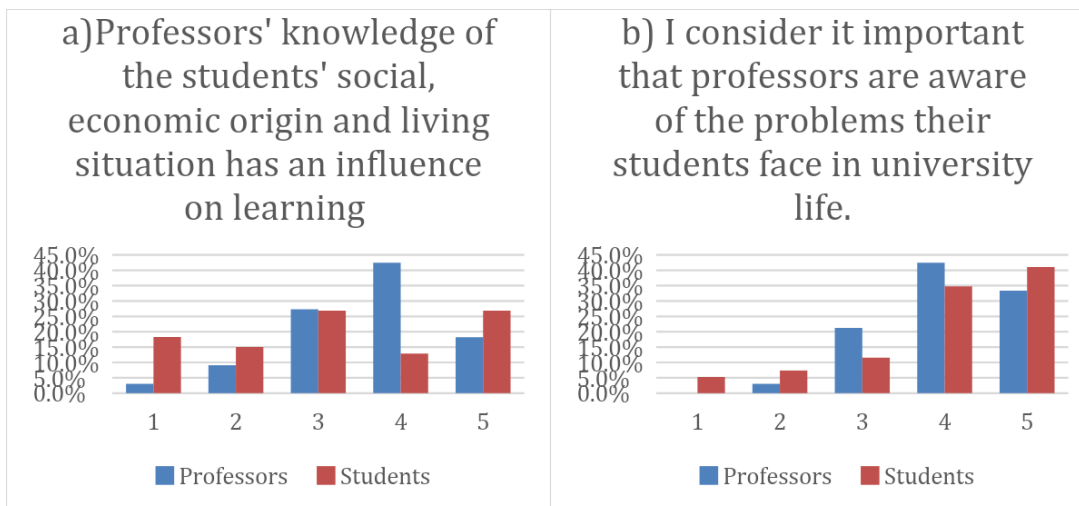 a)Professors' knowledge of
the students' social,
economic origin and living
situation has an influence
on learning
45.0%
40.0%
35.0%
30.0%
25.0%
20.0%
15.0%
10.0%
5.0%
0.0%
1 2 3 4 5
Professors Students
b) I consider it important
that professors are aware
of the problems their
students face in university
life.
45.0%
40.0%
35.0%
30.0%
25.0%
20.0%
15.0%
10.0%
5.0%
0.0%
1 2 3 4 5
Professors Students